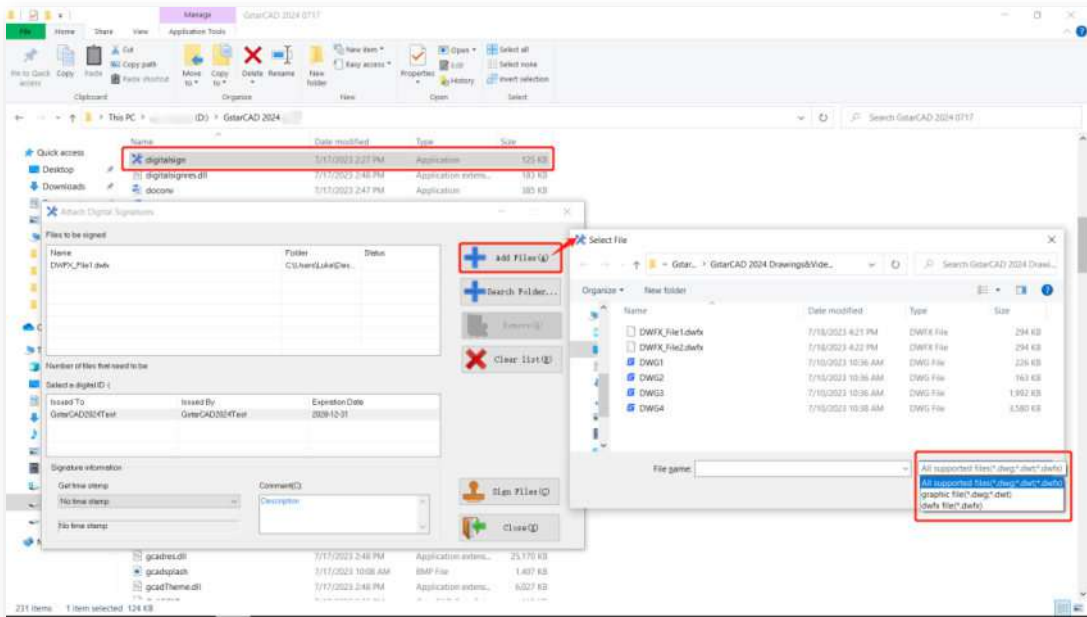 Manage
GstarCAD 2024 0717
File
Home
Share
View
Application Tools
Pin to Quick access
Copy
Paste
Cut
Copy path
Paste shortcut
Move to
Copy to
Delete
Rename
New folder
New item
Easy access
Properties
Open
Edit
History
Select all
Select none
Invert selection
Clipboard
Organize
New
Open
Select
This PC
(D:)
GstarCAD 2024
Search GstarCAD 2024 0717
Name
Date modified
Type
Size
Quick access
Desktop
Downloads
digitalsign
7/17/2023 2:27 PM
Application
125 KB
digitalsignres.dll
7/17/2023 2:48 PM
Application extens...
183 KB
doconv
7/17/2023 2:47 PM
Application
385 KB
Attach Digital Signatures
Files to be signed
Name
Folder
Status
DWFX_File1.dwfx
C:\Users\Luke\Des...
Add Files(A)
Search Folder...
Remove(R)
Clear list(E)
Number of files that need to be
Select a digital ID (
Issued To
Issued By
Expiration Date
GstarCAD2024Test
GstarCAD2024Test
2028-12-31
Signature information
Get time stamp
No time stamp
No time stamp
Comment(C):
Description
Sign Files(C)
Close(Q)
Select File
Gstar...
GstarCAD 2024 Drawings&Vide...
Search GstarCAD 2024 Drawi...
Organize
New folder
Name
Date modified
Type
Size
DWFX_File1.dwfx
7/18/2023 4:21 PM
DWFX File
294 KB
DWFX_File2.dwfx
7/18/2023 4:22 PM
DWFX File
294 KB
DWG1
7/10/2023 10:36 AM
DWG File
226 KB
DWG2
7/10/2023 10:36 AM
DWG File
163 KB
DWG3
7/10/2023 10:36 AM
DWG File
1,992 KB
DWG4
7/10/2023 10:38 AM
DWG File
3,580 KB
File name:
All supported files(*.dwg;*.dwt;*.dwfx)
All supported files(*.dwg;*.dwt;*.dwfx)
graphic file(*.dwg;*.dwt)
dwfx file(*.dwfx)
gcadres.dll
7/17/2023 2:48 PM
Application extens...
25,170 KB
gcadsplash
7/17/2023 10:08 AM
BMP File
1,407 KB
gcadTheme.dll
7/17/2023 2:48 PM
Application extens...
6,027 KB
231 items
1 item selected
124 KB